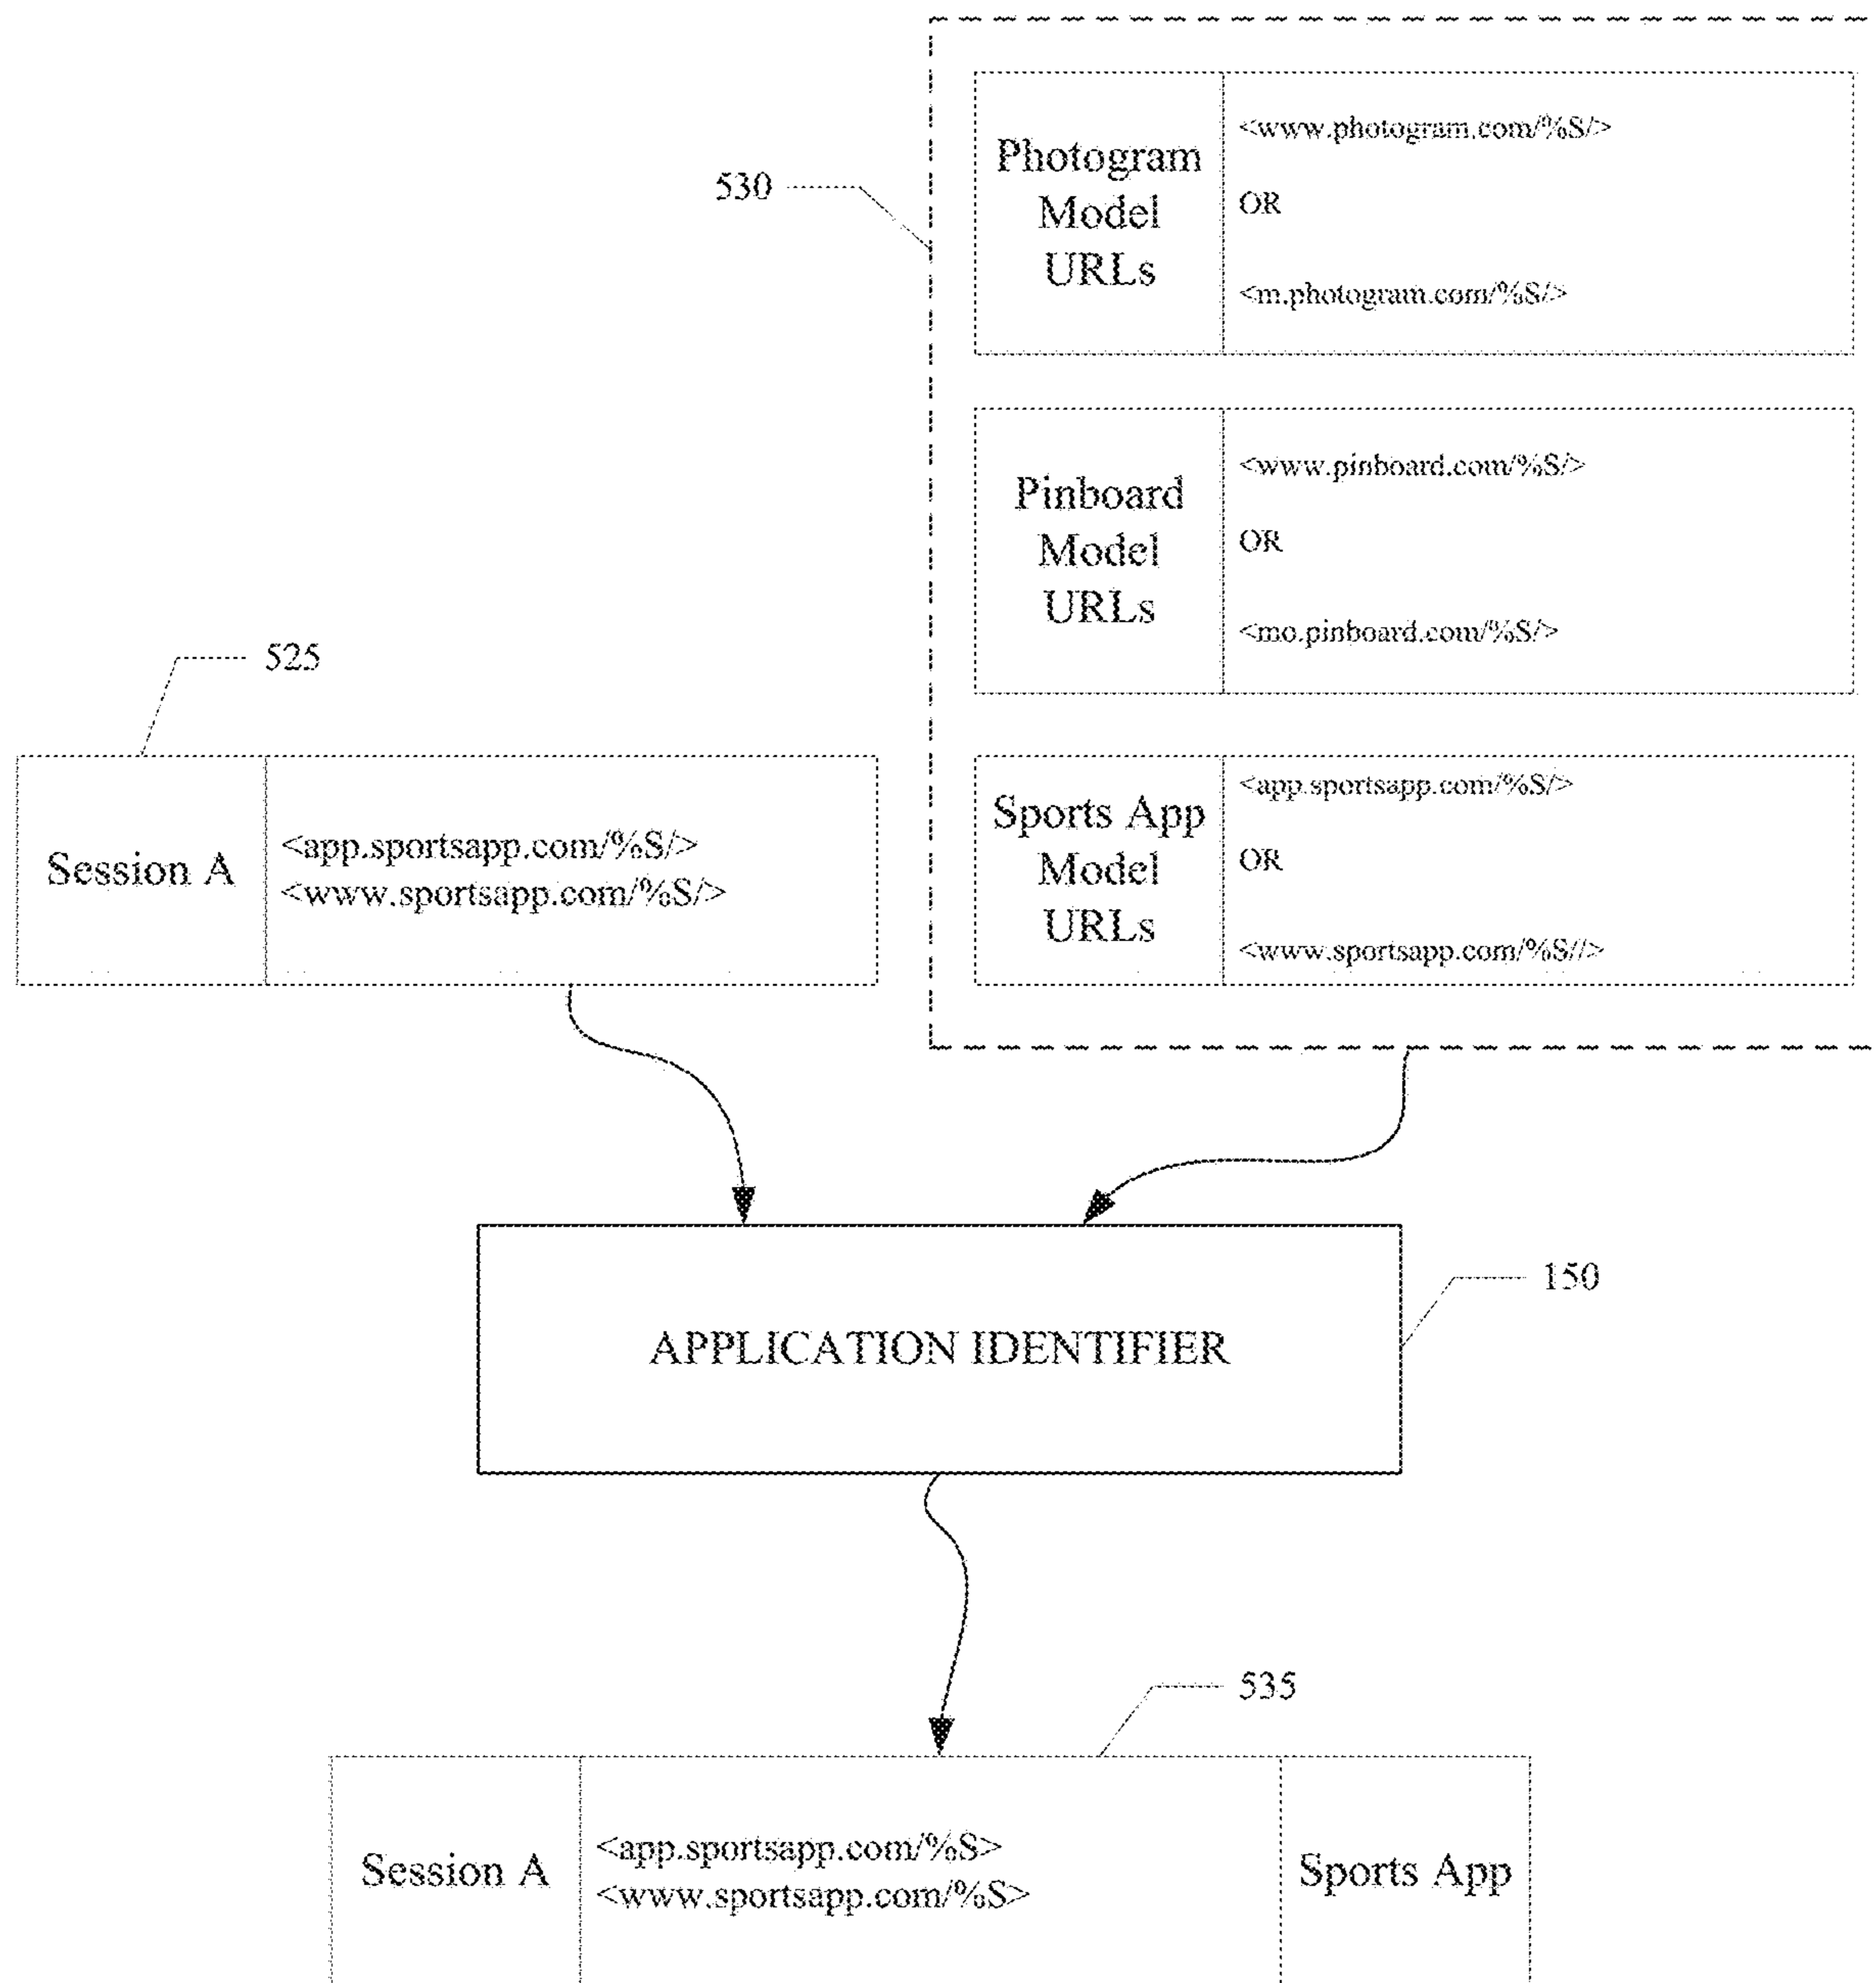 530
Photogram
Model
URLs
<www.photogram.com/%S/>
OR
<m.photogram.com/%S/>
Pinboard
Model
URLs
<www.pinboard.com/%S/>
OR
<mo.pinboard.com/%S/>
525
Session A
<app.sportsapp.com/%S/>
<www.sportsapp.com/%S/>
Sports App
Model
URLs
<app.sportsapp.com/%S/>
OR
<www.sportsapp.com/%S//>
150
APPLICATION IDENTIFIER
535
Session A
<app.sportsapp.com/%S>
<www.sportsapp.com/%S>
Sports App